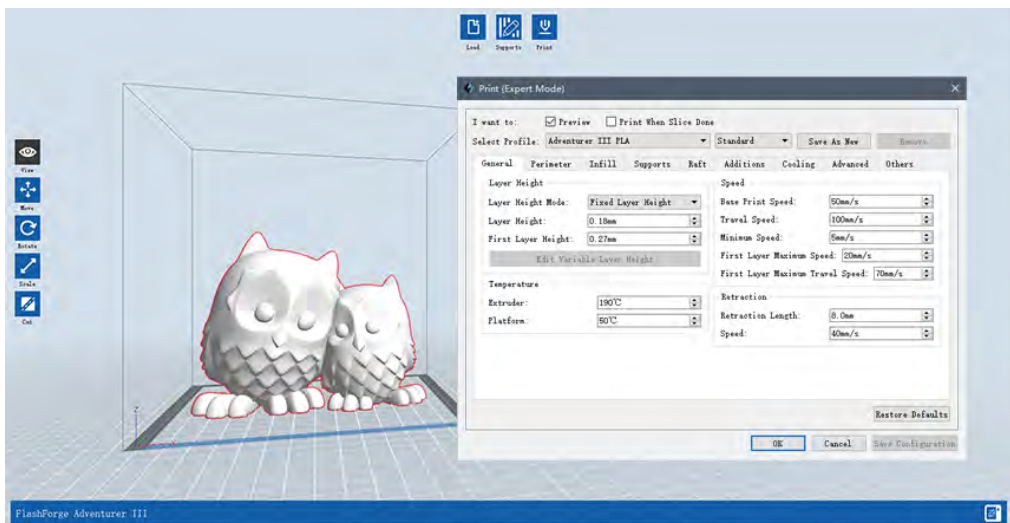 Load Supports Print
Print (Expert Mode)
I want to: Preview Print When Slice Done
Select Profile: Adventurer III PLA Standard Save As New Remove
General Perimeter Infill Supports Raft Additions Cooling Advanced Others
Layer Height
Layer Height Mode: Fixed Layer Height
Layer Height: 0.18mm
First Layer Height: 0.27mm
Edit Variable Layer Height
Temperature
Extruder: 190℃
Platform: 50℃
Speed
Base Print Speed: 50mm/s
Travel Speed: 100mm/s
Minimum Speed: 5mm/s
First Layer Maximum Speed: 20mm/s
First Layer Maximum Travel Speed: 70mm/s
Retraction
Retraction Length: 8.0mm
Speed: 40mm/s
Restore Defaults
OK Cancel Save Configuration
View
Move
Rotate
Scale
Cut
Z
FlashForge Adventurer III